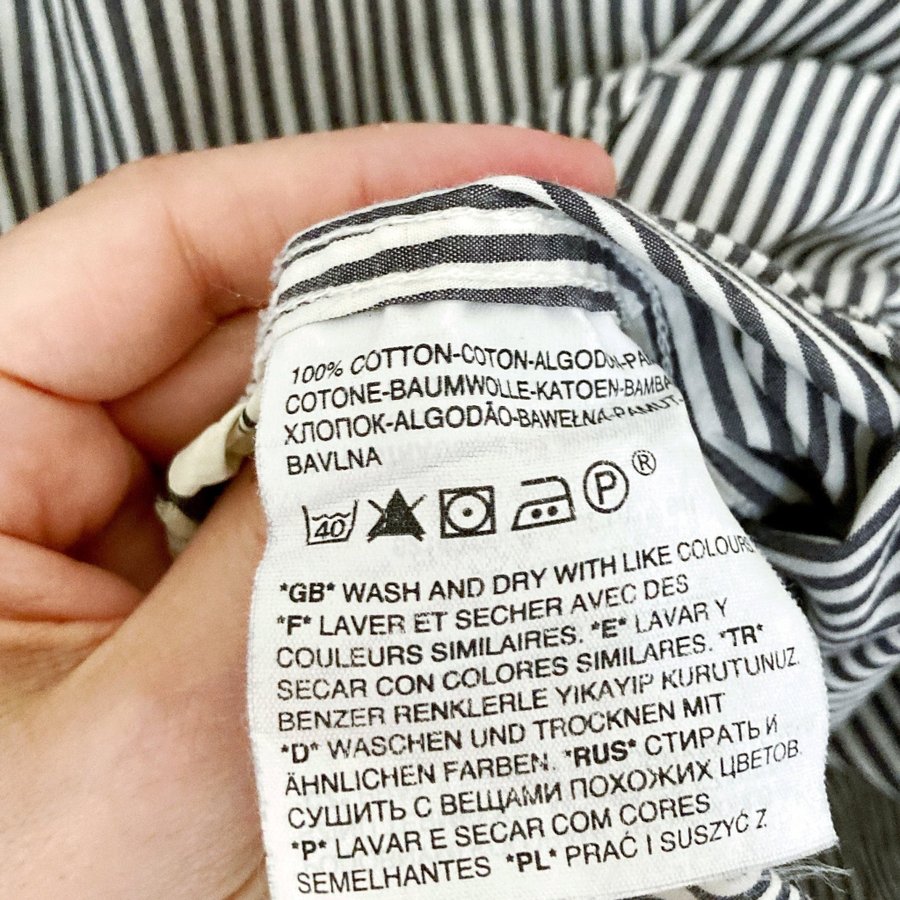 100% COTTON-COTON-ALGODÓN-
COTONE-BAUMWOLLE-KATOEN-
ХЛОПОК-ALGODÃO-BAWEŁNA-PAMUT-
BAVLNA
40 P ®
*GB* WASH AND DRY WITH LIKE COLOURS
*F* LAVER ET SECHER AVEC DES
COULEURS SIMILAIRES. *E* LAVAR Y
SECAR CON COLORES SIMILARES. *TR*
BENZER RENKLERLE YIKAYIP KURUTUNUZ.
*D* WASCHEN UND TROCKNEN MIT
ÄHNLICHEN FARBEN. *RUS* СТИРАТЬ И
СУШИТЬ С ВЕЩАМИ ПОХОЖИХ ЦВЕТОВ.
*P* LAVAR E SECAR COM CORES
SEMELHANTES *PL* PRAĆ I SUSZYĆ Z